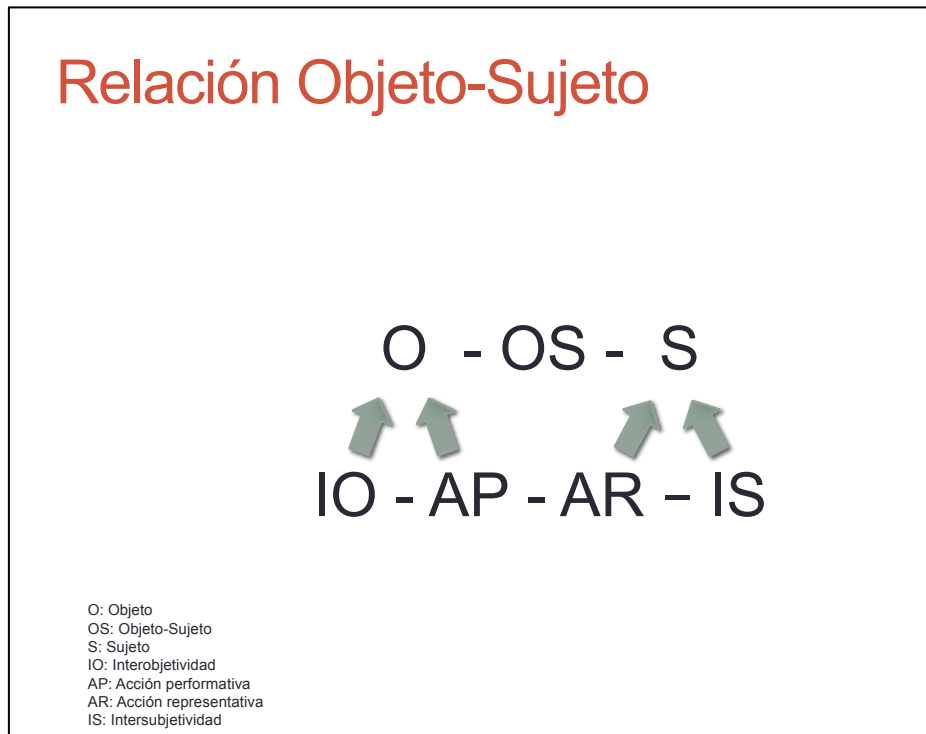 Relación Objeto-Sujeto
O - OS - S
IO - AP - AR – IS
O: Objeto
OS: Objeto-Sujeto
S: Sujeto
IO: Interobjetividad
AP: Acción performativa
AR: Acción representativa
IS: Intersubjetividad